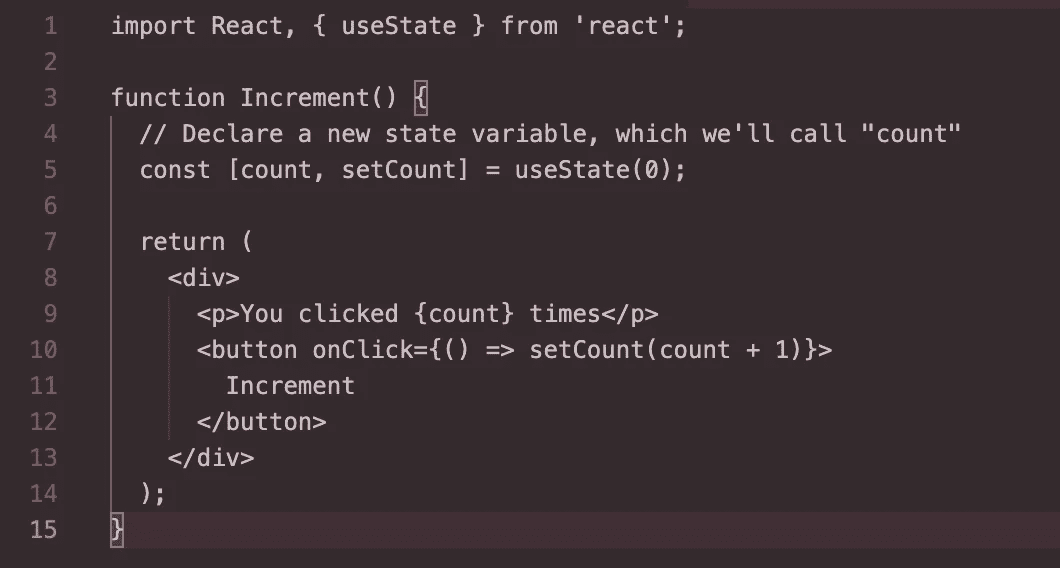 1 import React, { useState } from 'react';
2
3 function Increment() {
4   // Declare a new state variable, which we'll call "count"
5   const [count, setCount] = useState(0);
6
7   return (
8     <div>
9       <p>You clicked {count} times</p>
10       <button onClick={() => setCount(count + 1)}>
11         Increment
12       </button>
13     </div>
14   );
15 }